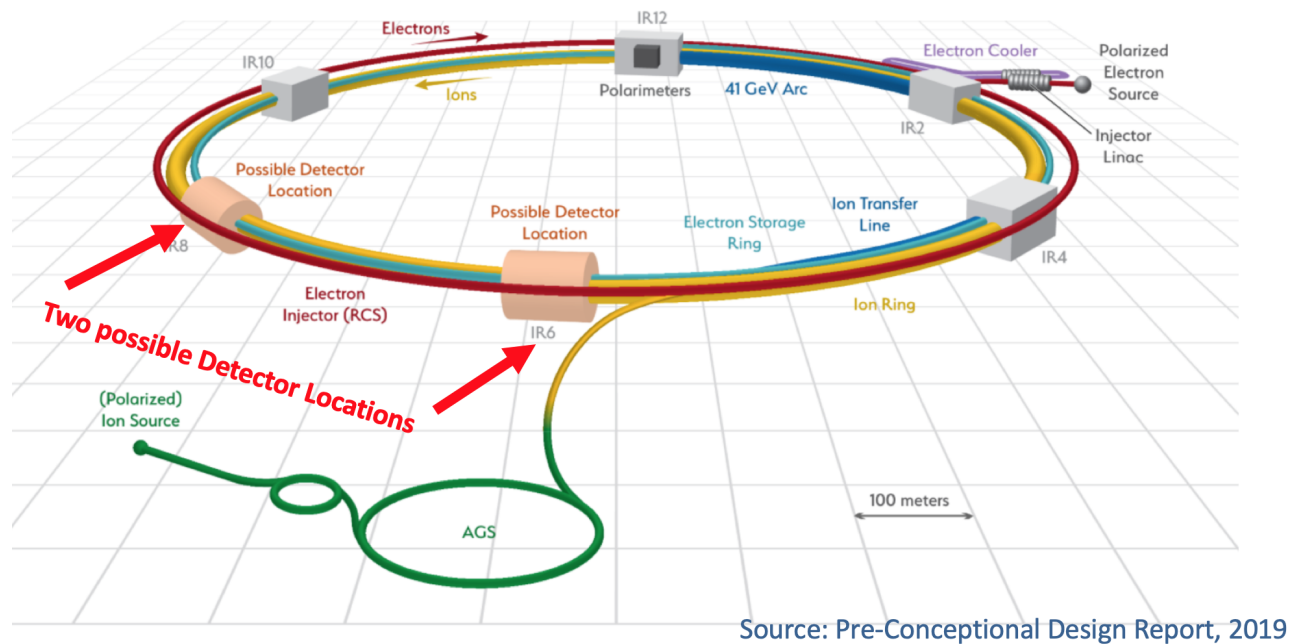 IR12
Electrons
Electron Cooler
Polarized
Electron
Source
IR10
Ions
Polarimeters
41 GeV Arc
IR2
Injector
Linac
Possible Detector
Location
Possible Detector
Location
Electron Storage
Ring
Ion Transfer
Line
IR8
IR4
Electron
Injector (RCS)
Ion Ring
IR6
Two possible Detector Locations
(Polarized)
Ion Source
100 meters
AGS
Source: Pre-Conceptual Design Report, 2019